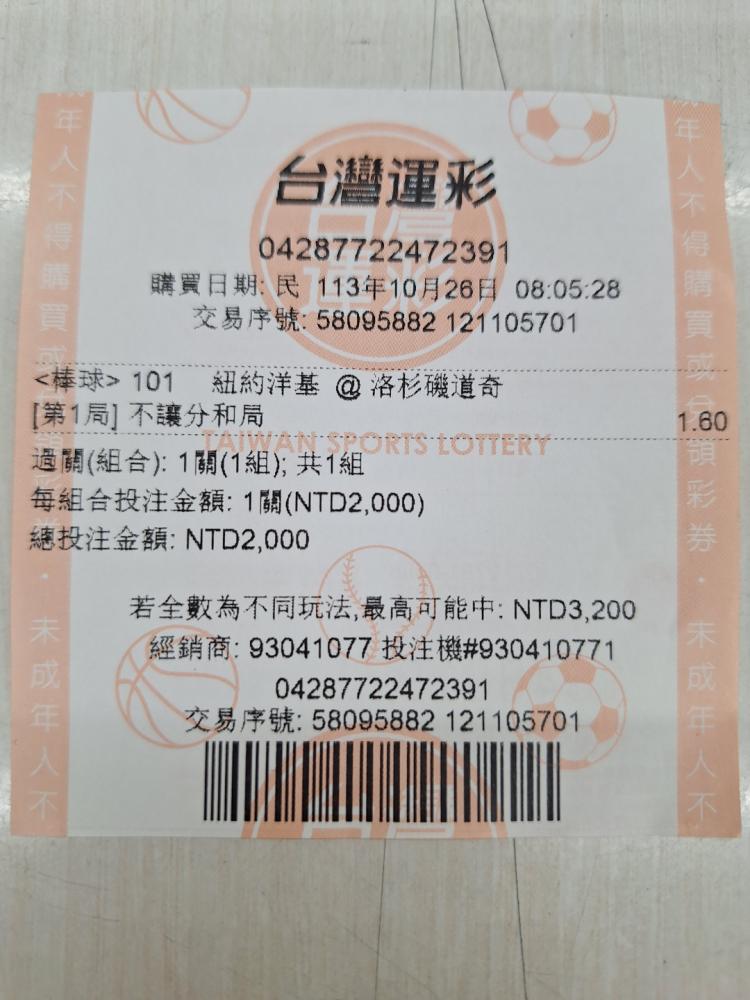 台灣運彩
04287722472391
購買日期: 民 113年10月26日 08:05:28
交易序號: 58095882 121105701
<棒球> 101 紐約洋基 @ 洛杉磯道奇
[第1局] 不讓分和局 1.60
TAIWAN SPORTS LOTTERY
過關(組合): 1關(1組); 共1組
每組合投注金額: 1關(NTD2,000)
總投注金額: NTD2,000
若全數為不同玩法,最高可能中: NTD3,200
經銷商: 93041077 投注機#930410771
04287722472391
交易序號: 58095882 121105701
年人不得購買或
未成年人不
年人不得購買或
領彩券・未成年人不